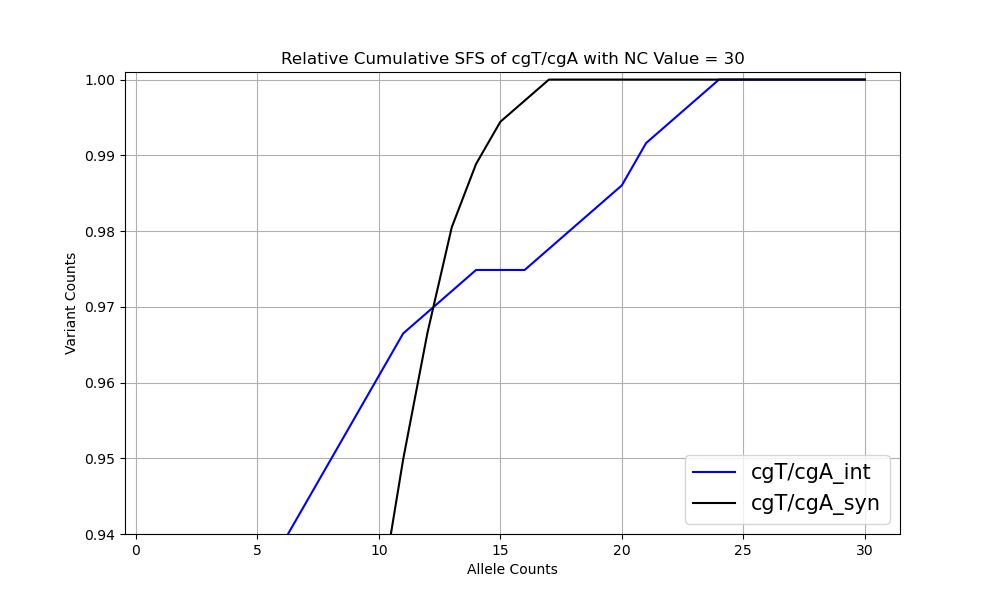 Relative Cumulative SFS of cgT/cgA with NC Value = 30
Variant Counts
1.00
0.99
0.98
0.97
0.96
0.95
0.94
0 5 10 15 20 25 30
Allele Counts
cgT/cgA_int
cgT/cgA_syn